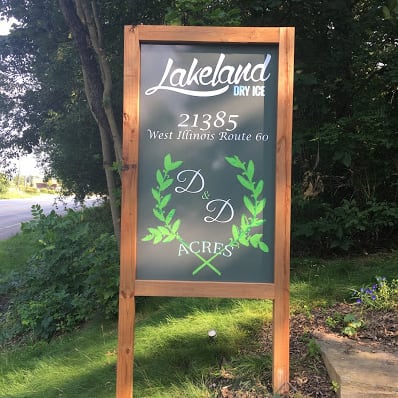 Lakeland
DRY ICE
21385
West Illinois Route 60
D
&
D
ACRES